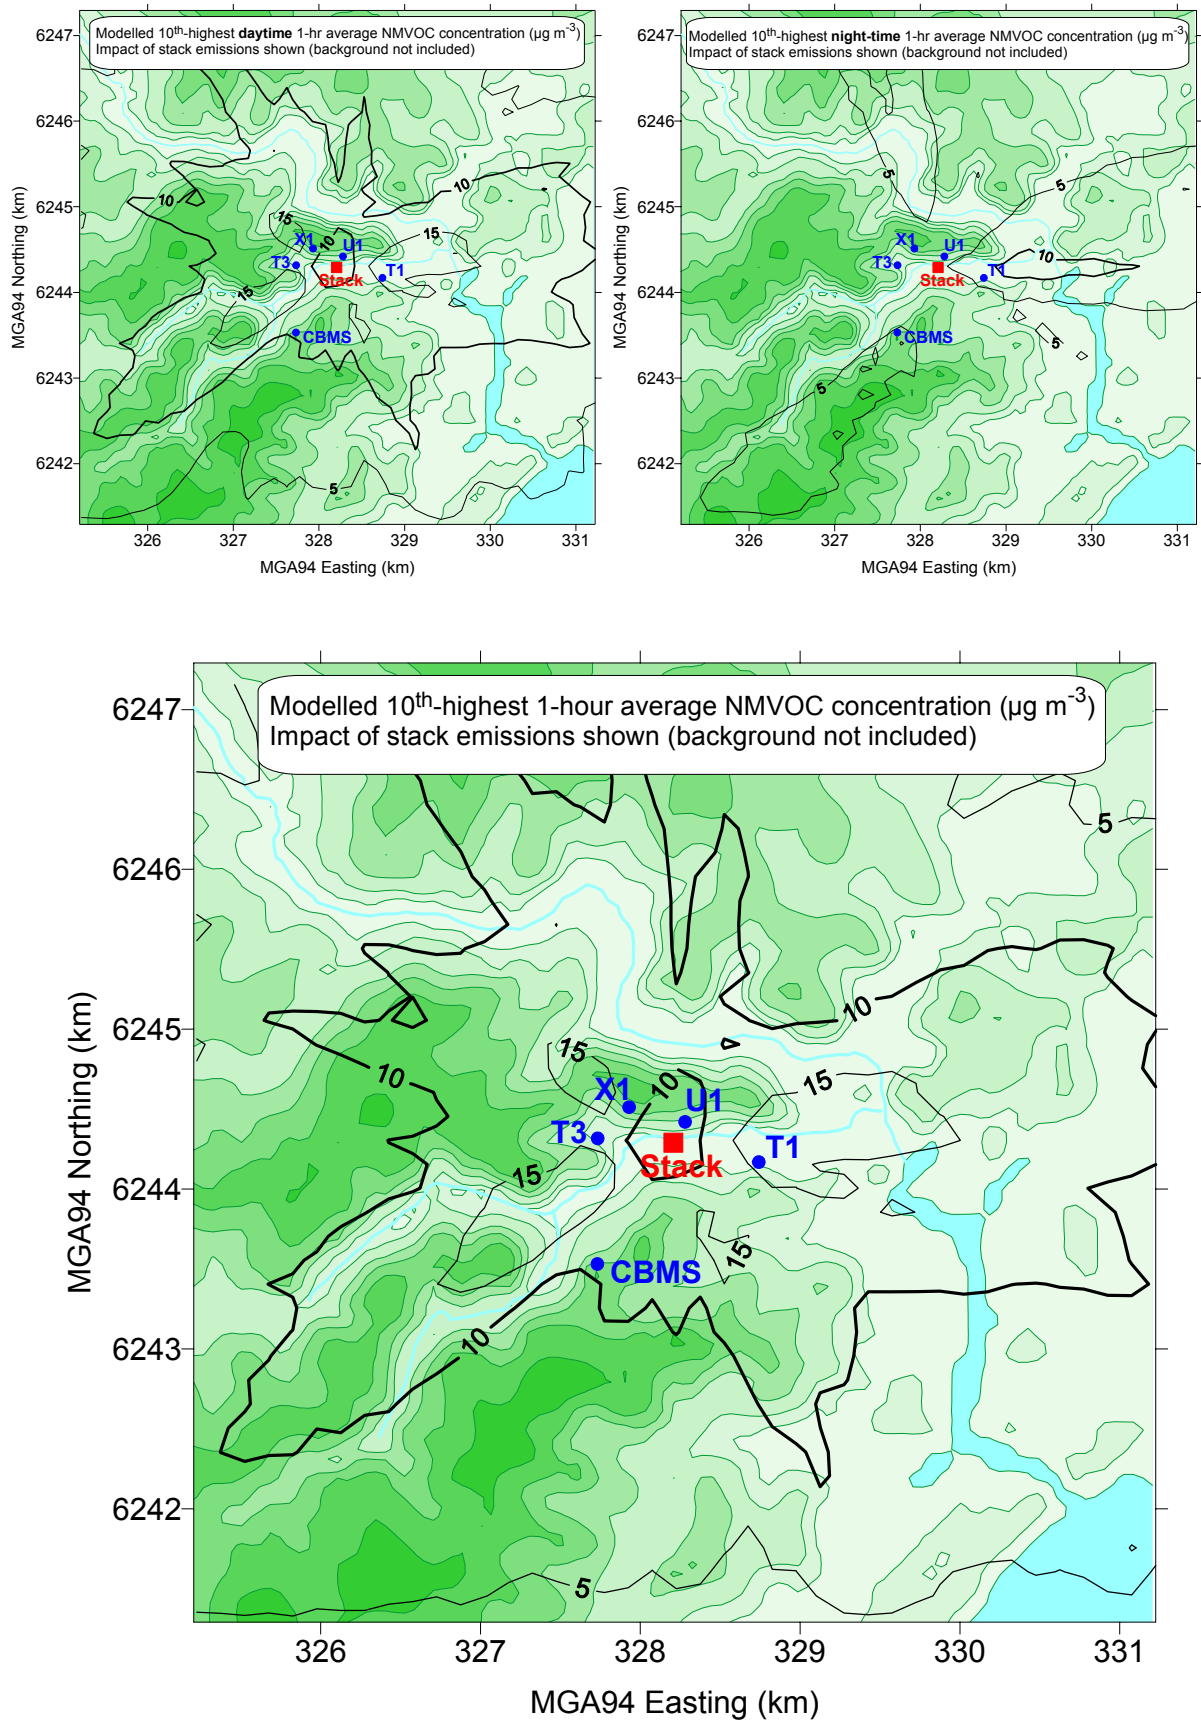 Modelled 10th-highest daytime 1-hr average NMVOC concentration (µg m-3)
Impact of stack emissions shown (background not included)
6247
6246
6245
6244
6243
6242
MGA94 Northing (km)
10
10
15
X1
10
U1
15
T3
Stack
T1
15
CBMS
5
326 327 328 329 330 331
MGA94 Easting (km)
Modelled 10th-highest night-time 1-hr average NMVOC concentration (µg m-3)
Impact of stack emissions shown (background not included)
6247
6246
6245
6244
6243
6242
MGA94 Northing (km)
5
5
X1
U1
10
T3
Stack
T1
CBMS
5
5
326 327 328 329 330 331
MGA94 Easting (km)
Modelled 10th-highest 1-hour average NMVOC concentration (µg m-3)
Impact of stack emissions shown (background not included)
6247
6246
6245
6244
6243
6242
MGA94 Northing (km)
5
10
15
10
X1
10
U1
15
T3
Stack
T1
15
15
CBMS
10
5
326 327 328 329 330 331
MGA94 Easting (km)